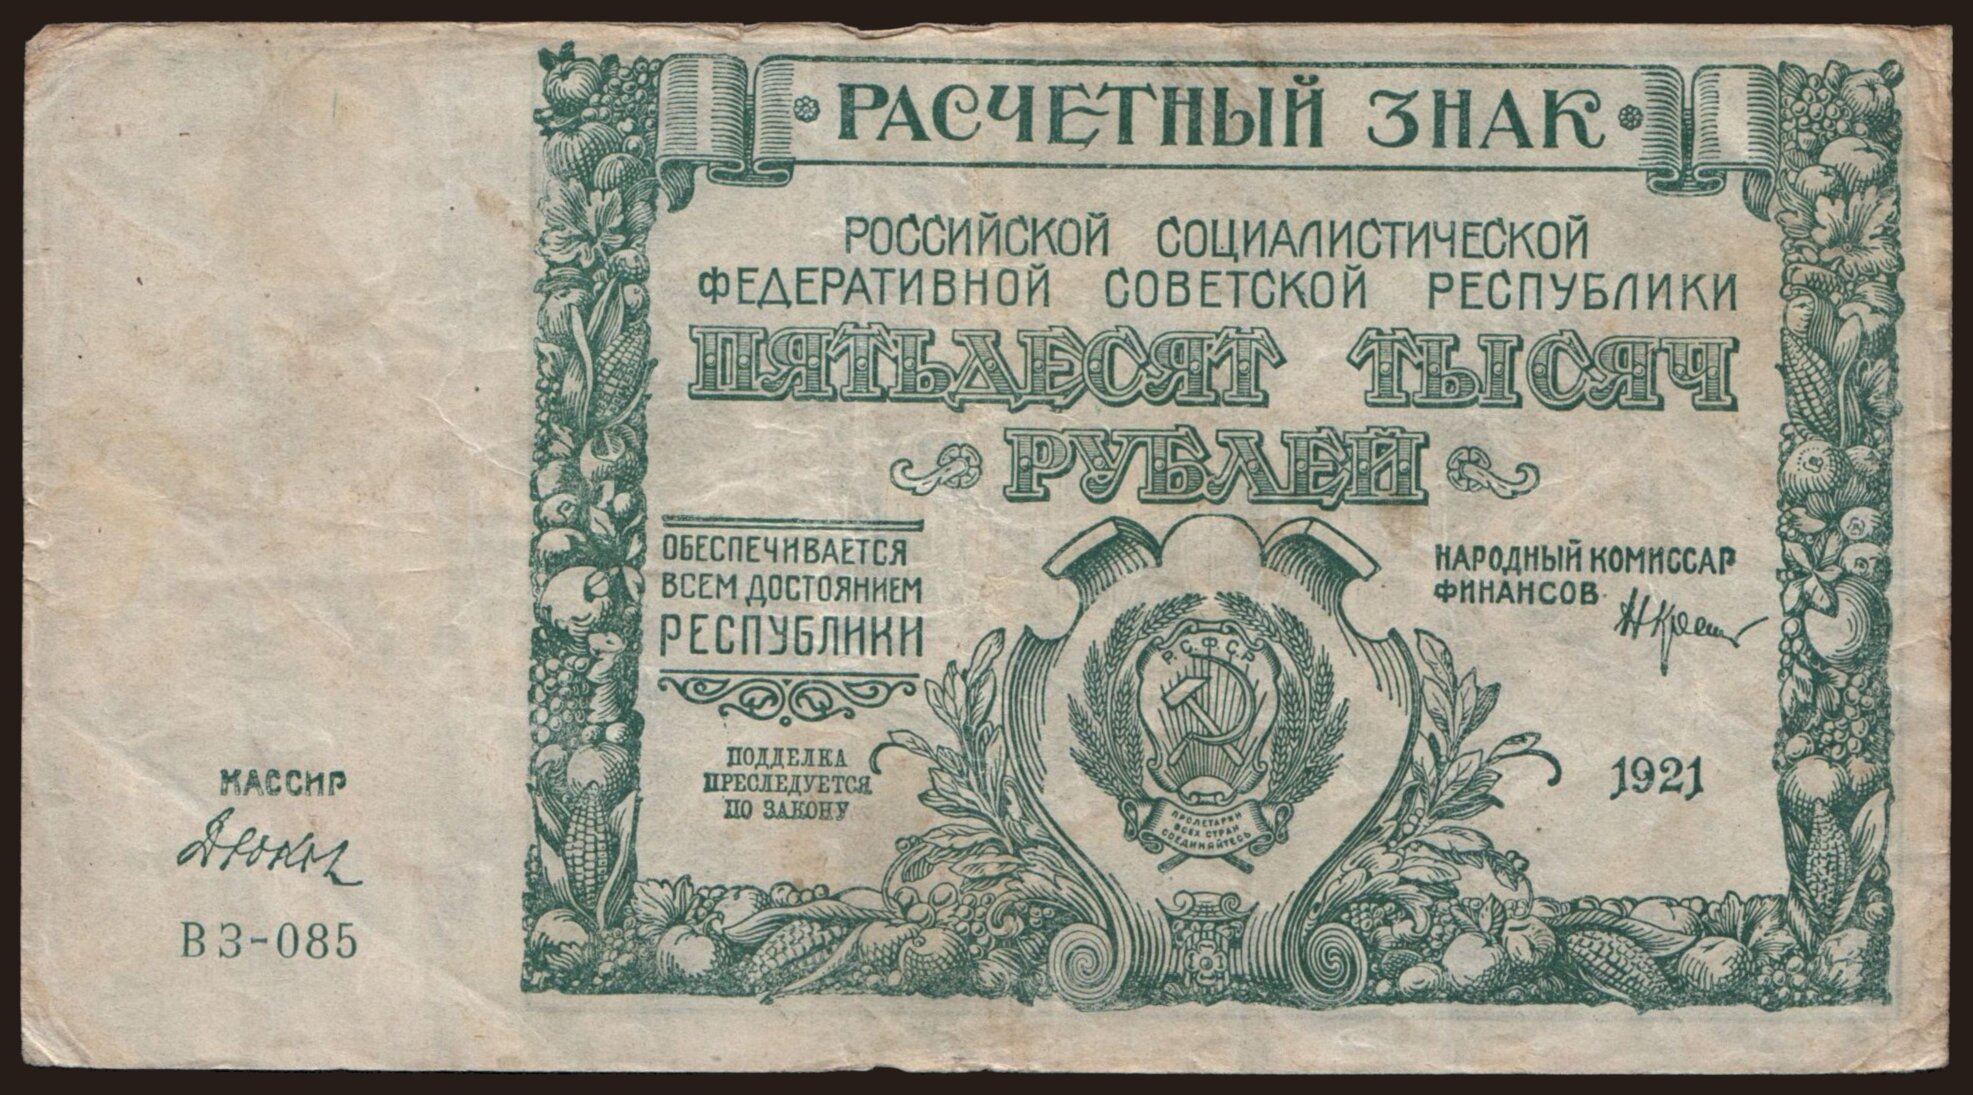 РАСЧЕТНЫЙ ЗНАК
РОССИЙСКОЙ СОЦИАЛИСТИЧЕСКОЙ
ФЕДЕРАТИВНОЙ СОВЕТСКОЙ РЕСПУБЛИКИ
ПЯТЬДЕСЯТ ТЫСЯЧ
РУБЛЕЙ
ОБЕСПЕЧИВАЕТСЯ
ВСЕМ ДОСТОЯНИЕМ
РЕСПУБЛИКИ
ПОДДЕЛКА
ПРЕСЛЕДУЕТСЯ
ПО ЗАКОНУ
НАРОДНЫЙ КОМИССАР
ФИНАНСОВ
Р.С.Ф.С.Р.
ПРОЛЕТАРИИ
ВСЕХ СТРАН
СОЕДИНЯЙТЕСЬ
1921
КАССИР
ВЗ-085